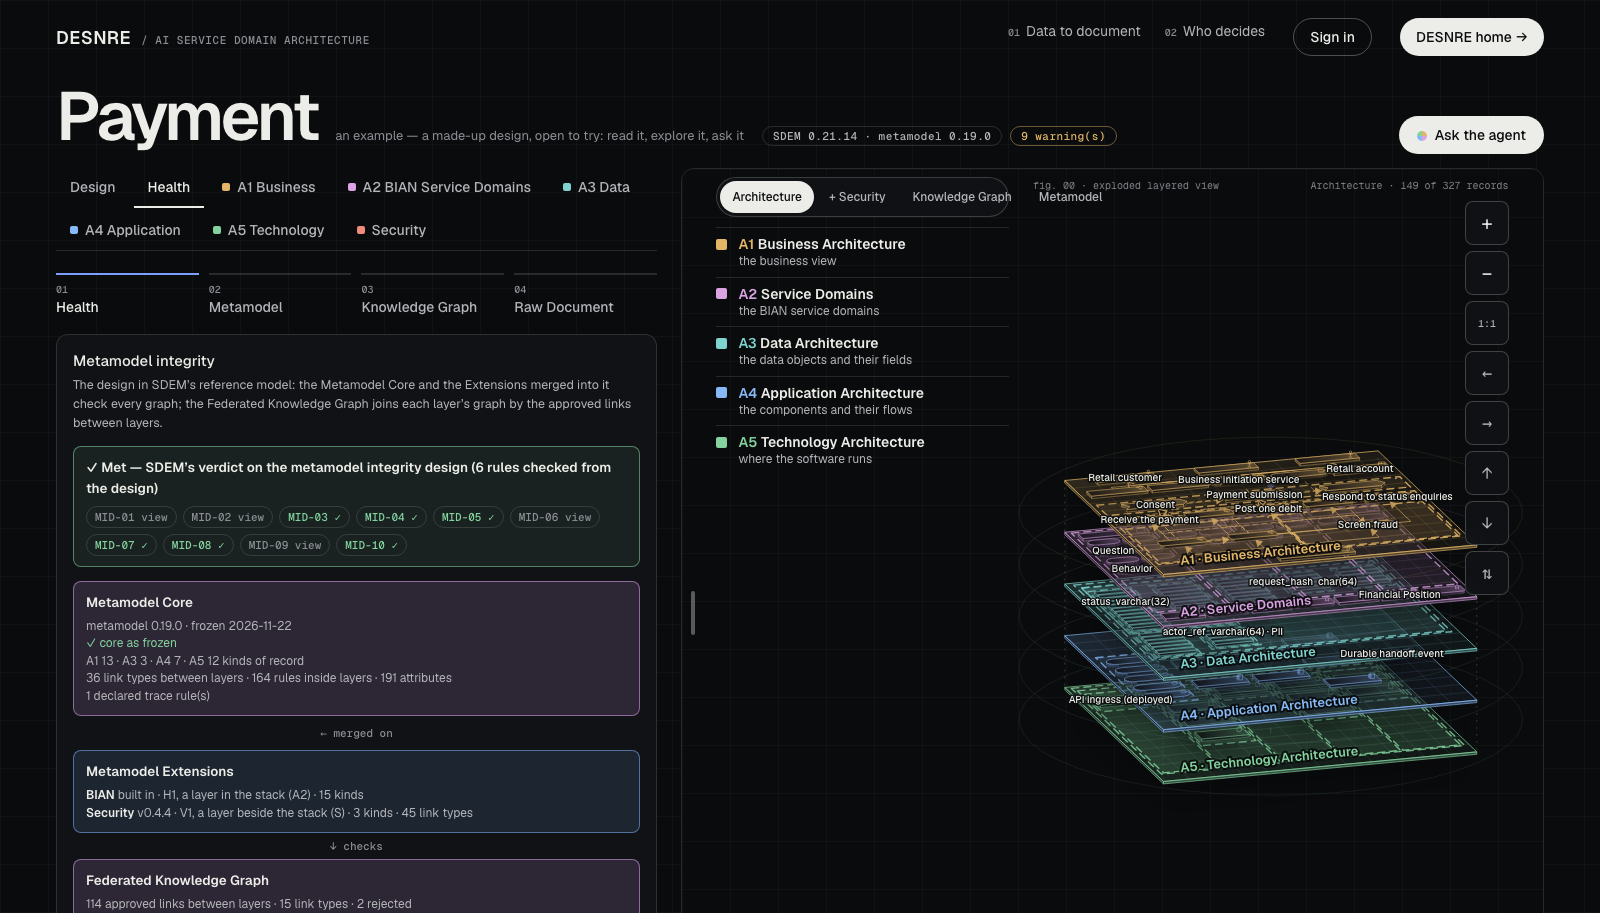 DESNRE / AI SERVICE DOMAIN ARCHITECTURE
01 Data to document
02 Who decides
Sign in
DESNRE home →
Payment
an example — a made-up design, open to try: read it, explore it, ask it
SDEM 0.21.14 · metamodel 0.19.0
9 warning(s)
Ask the agent
Design
Health
A1 Business
A2 BIAN Service Domains
A3 Data
A4 Application
A5 Technology
Security
01
Health
02
Metamodel
03
Knowledge Graph
04
Raw Document
Metamodel integrity
The design in SDEM's reference model: the Metamodel Core and the Extensions merged into it
check every graph; the Federated Knowledge Graph joins each layer's graph by the approved links
between layers.
✓ Met — SDEM's verdict on the metamodel integrity design (6 rules checked from
the design)
MID-01 view
MID-02 view
MID-03 ✓
MID-04 ✓
MID-05 ✓
MID-06 view
MID-07 ✓
MID-08 ✓
MID-09 view
MID-10 ✓
Metamodel Core
metamodel 0.19.0 · frozen 2026-11-22
✓ core as frozen
A1 13 · A3 3 · A4 7 · A5 12 kinds of record
36 link types between layers · 164 rules inside layers · 191 attributes
1 declared trace rule(s)
← merged on
Metamodel Extensions
BIAN built in · H1, a layer in the stack (A2) · 15 kinds
Security v0.4.4 · V1, a layer beside the stack (S) · 3 kinds · 45 link types
↓ checks
Federated Knowledge Graph
114 approved links between layers · 15 link types · 2 rejected
Architecture
+ Security
Knowledge Graph
Metamodel
fig. 00 · exploded layered view
Architecture · 149 of 327 records
A1 Business Architecture
the business view
A2 Service Domains
the BIAN service domains
A3 Data Architecture
the data objects and their fields
A4 Application Architecture
the components and their flows
A5 Technology Architecture
where the software runs
+
−
1:1
←
→
↑
↓
⇅
Retail account
Retail customer
Business initiation service
Payment submission
Respond to status enquiries
Consent
Post one debit
Receive the payment
Screen fraud
A1 · Business Architecture
Question
Behavior
request_hash char(64)
Financial Position
status varchar(32)
A2 · Service Domains
actor_ref varchar(64) · PII
Durable handoff event
A3 · Data Architecture
API ingress (deployed)
A4 · Application Architecture
A5 · Technology Architecture